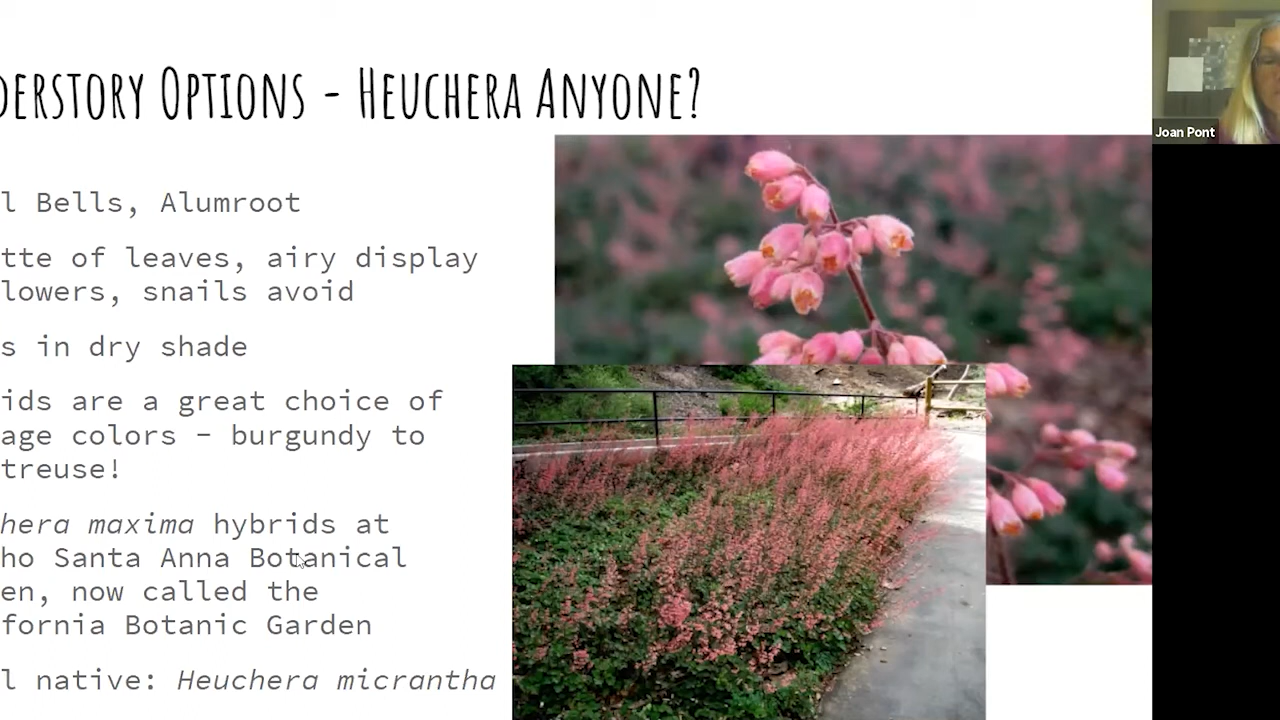 DERSTORY OPTIONS - HEUCHERA ANYONE?
Joan Pont
l Bells, Alumroot
tte of leaves, airy display
lowers, snails avoid
s in dry shade
ids are a great choice of
age colors - burgundy to
treuse!
hera maxima hybrids at
ho Santa Anna Botanical
en, now called the
fornia Botanic Garden
l native: Heuchera micrantha